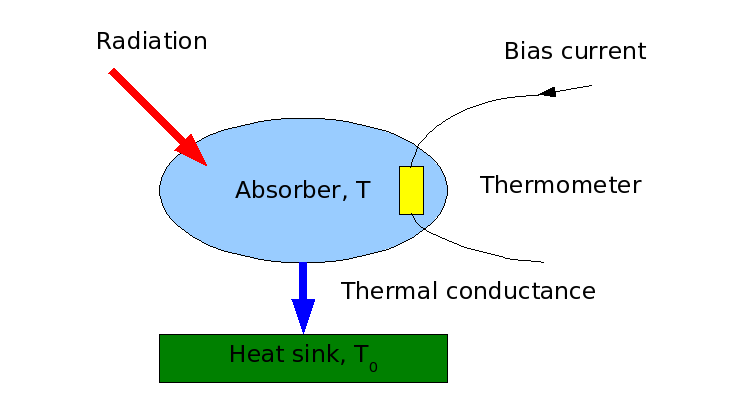 Radiation
Bias current
Absorber, T
Thermometer
Thermal conductance
Heat sink, T₀